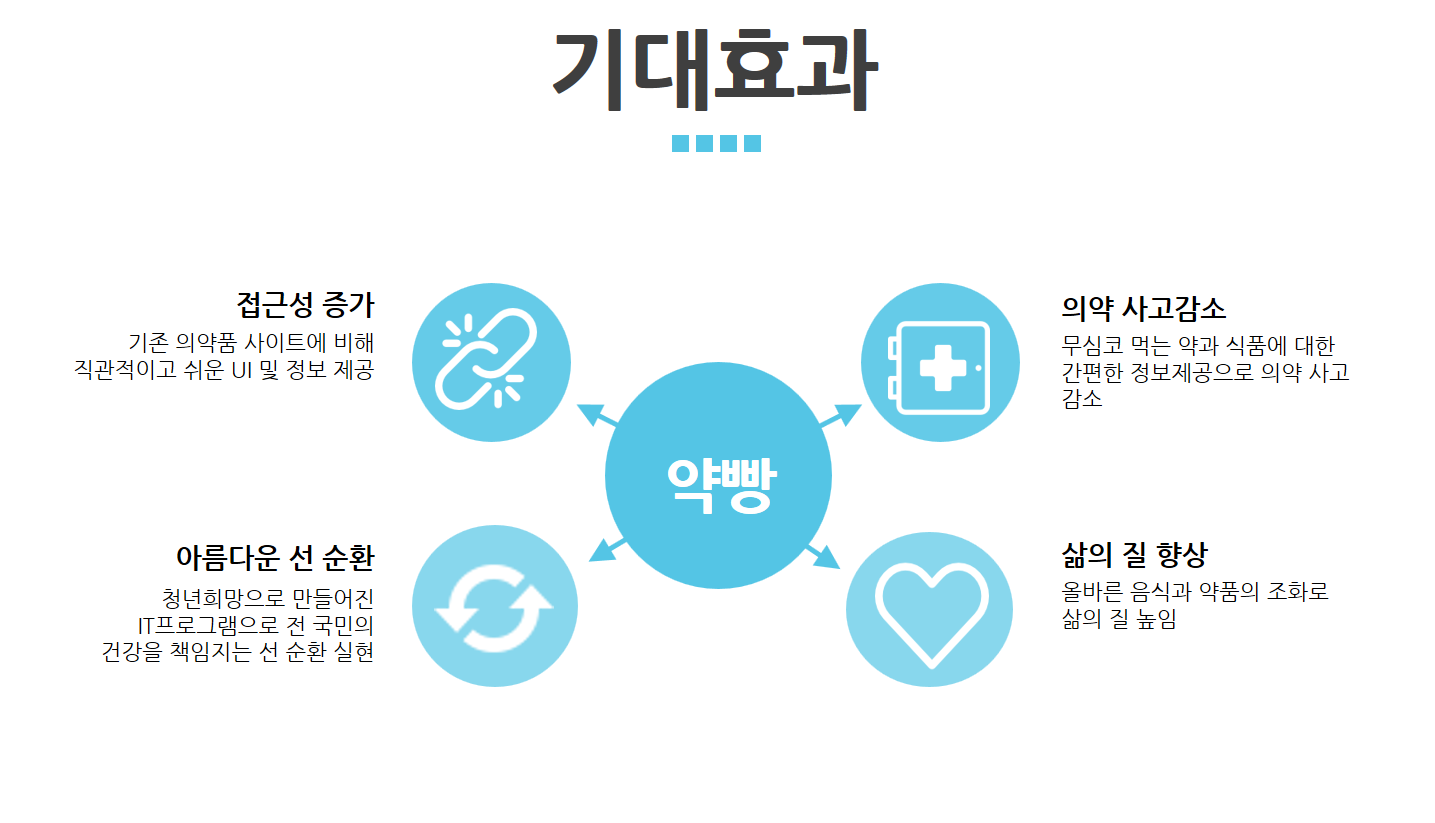 기대효과
접근성 증가
기존 의약품 사이트에 비해
직관적이고 쉬운 UI 및 정보 제공
의약 사고감소
무심코 먹는 약과 식품에 대한
간편한 정보제공으로 의약 사고
감소
약빵
아름다운 선 순환
청년희망으로 만들어진
IT프로그램으로 전 국민의
건강을 책임지는 선 순환 실현
삶의 질 향상
올바른 음식과 약품의 조화로
삶의 질 높임